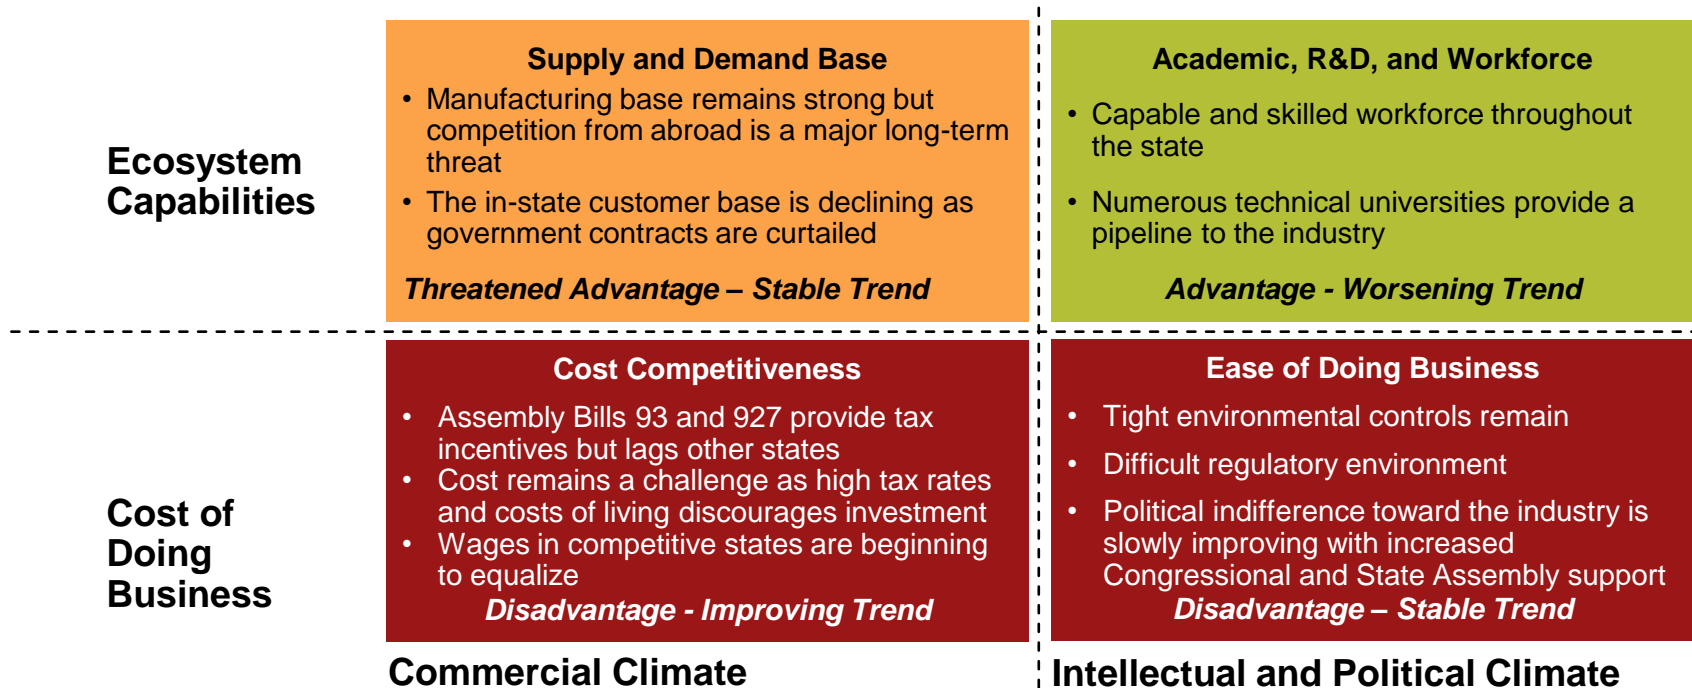 Ecosystem
Capabilities
Supply and Demand Base
• Manufacturing base remains strong but
competition from abroad is a major long-term
threat
• The in-state customer base is declining as
government contracts are curtailed
Threatened Advantage – Stable Trend
Academic, R&D, and Workforce
• Capable and skilled workforce throughout
the state
• Numerous technical universities provide a
pipeline to the industry
Advantage - Worsening Trend
Cost of
Doing
Business
Cost Competitiveness
• Assembly Bills 93 and 927 provide tax
incentives but lags other states
• Cost remains a challenge as high tax rates
and costs of living discourages investment
• Wages in competitive states are beginning
to equalize
Disadvantage - Improving Trend
Ease of Doing Business
• Tight environmental controls remain
• Difficult regulatory environment
• Political indifference toward the industry is
slowly improving with increased
Congressional and State Assembly support
Disadvantage – Stable Trend
Commercial Climate
Intellectual and Political Climate